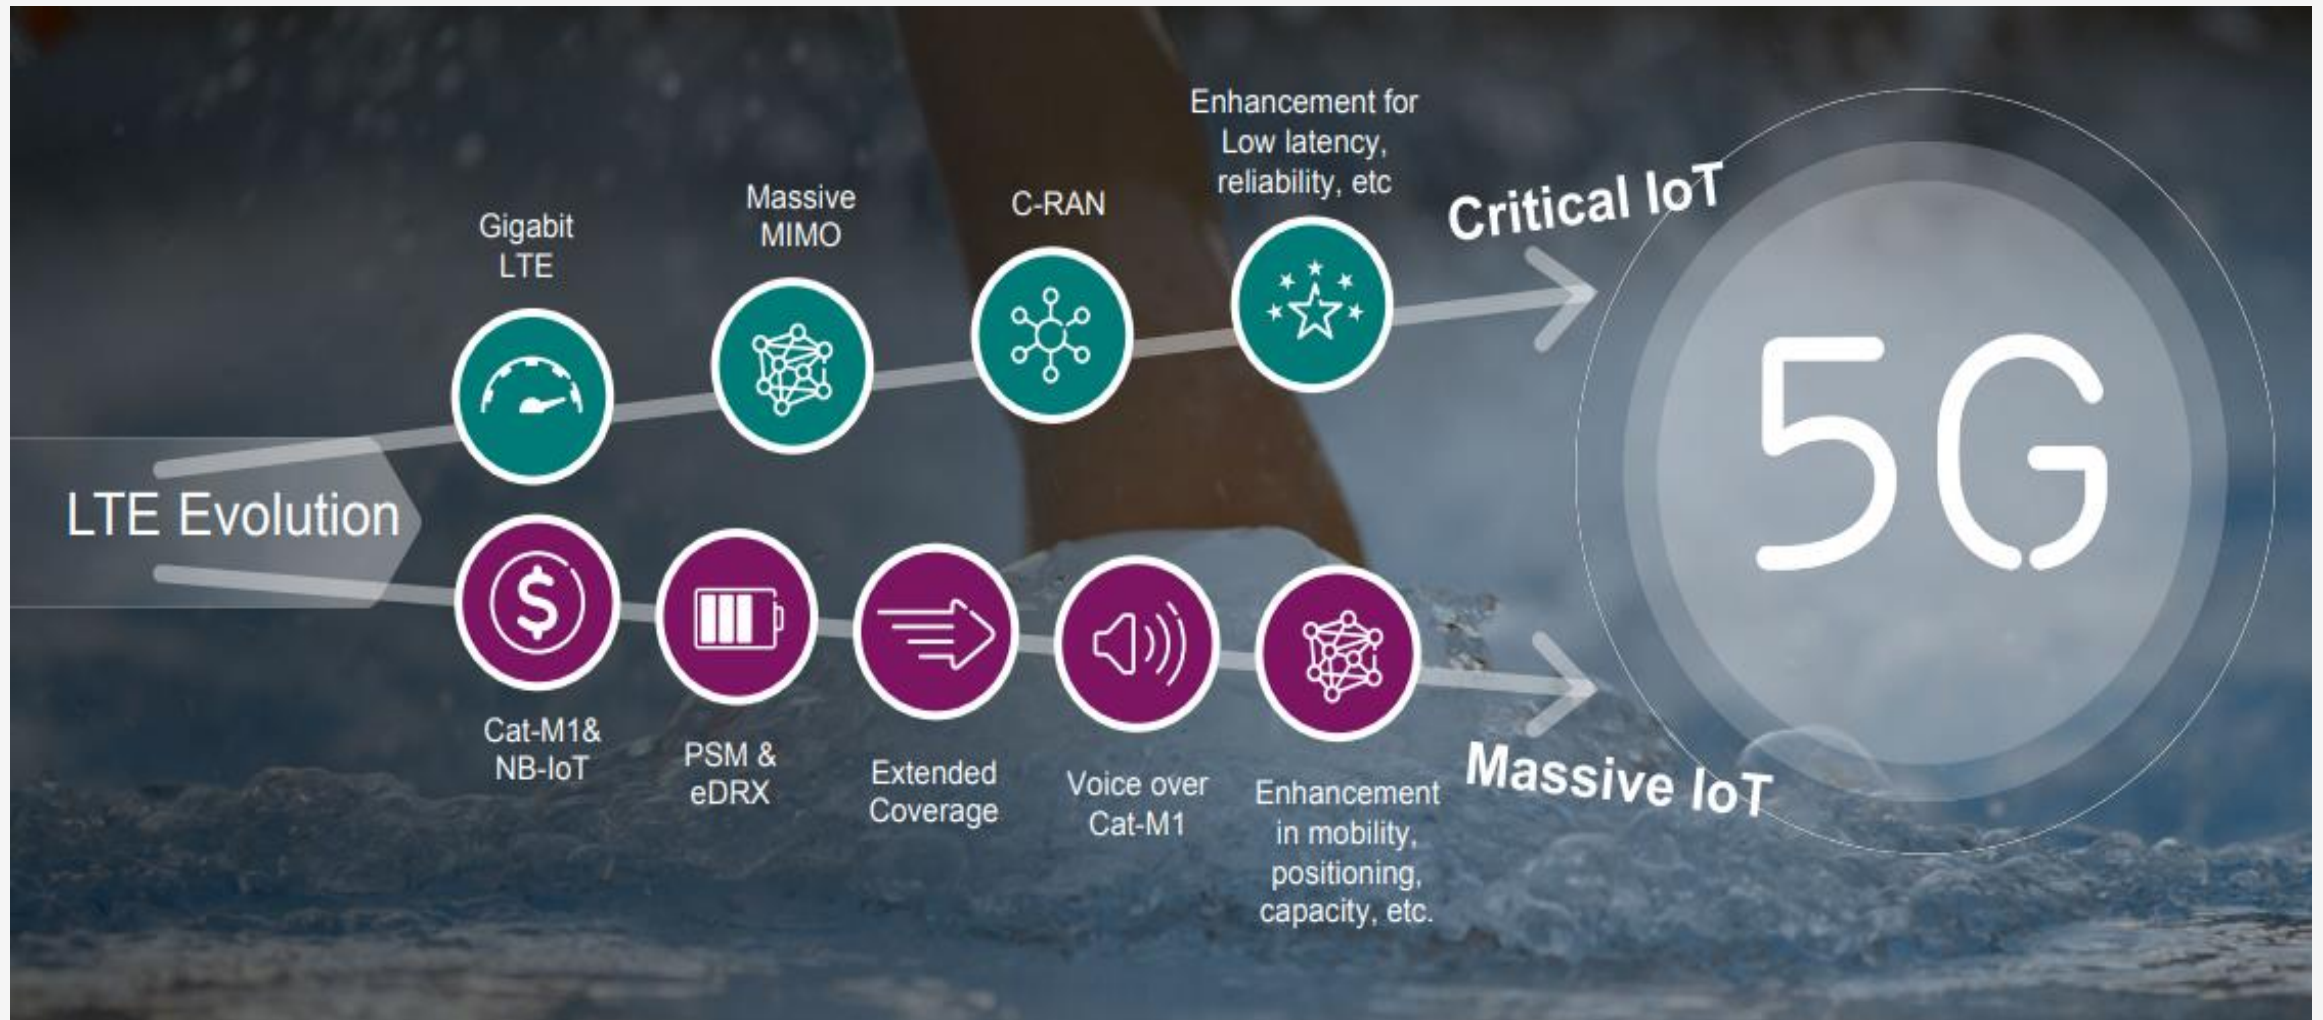 LTE Evolution
Gigabit
LTE
Massive
MIMO
C-RAN
Enhancement for
Low latency,
reliability, etc
Critical IoT
Cat-M1&
NB-IoT
PSM &
eDRX
Extended
Coverage
Voice over
Cat-M1
Enhancement
in mobility,
positioning,
capacity, etc.
Massive IoT
5G
$